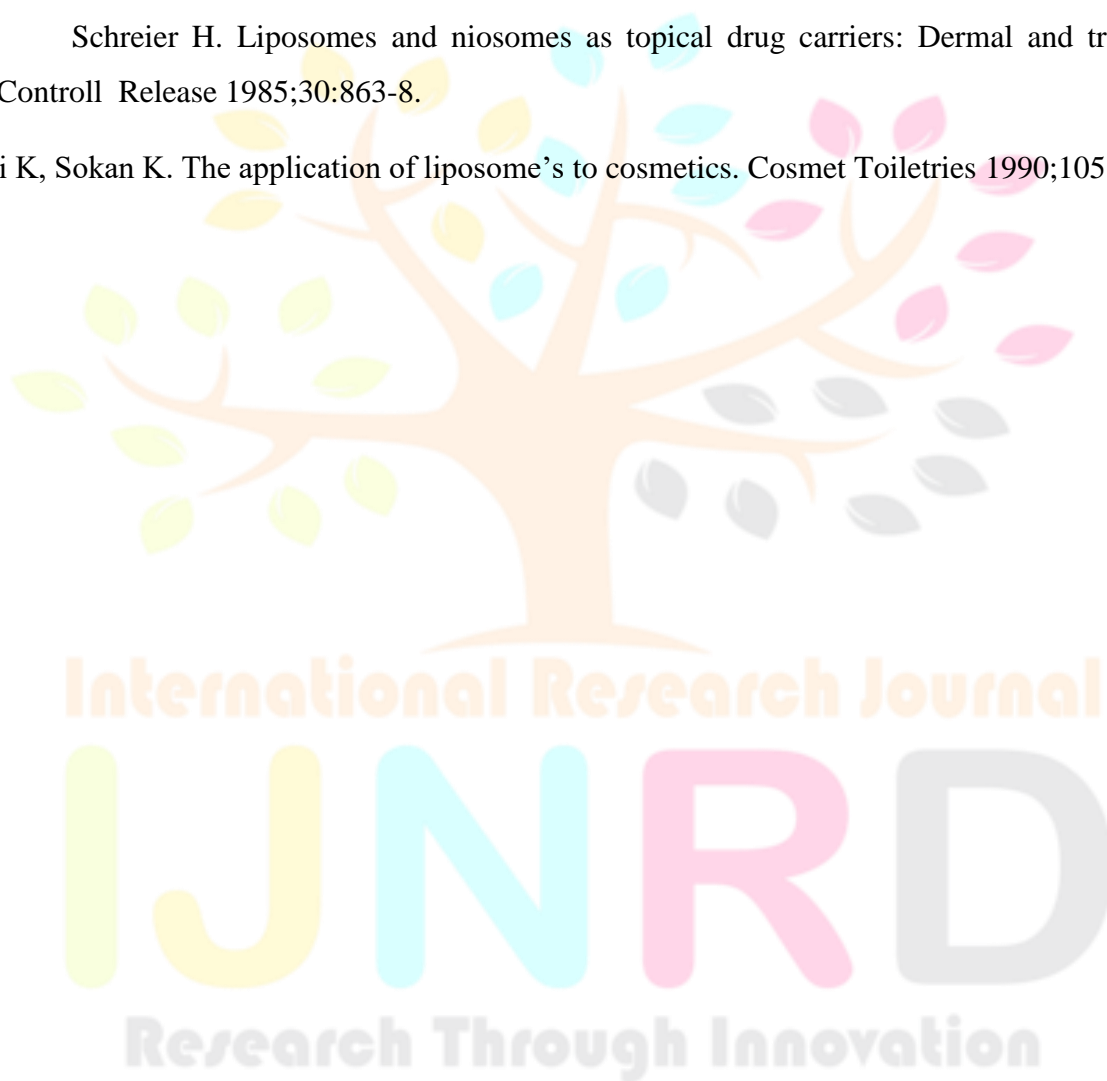 Schreier H. Liposomes and niosomes as topical drug carriers: Dermal and tr
Controll Release 1985;30:863-8.
i K, Sokan K. The application of liposome’s to cosmetics. Cosmet Toiletries 1990;105
International Research Journal
IJNRD
Research Through Innovation